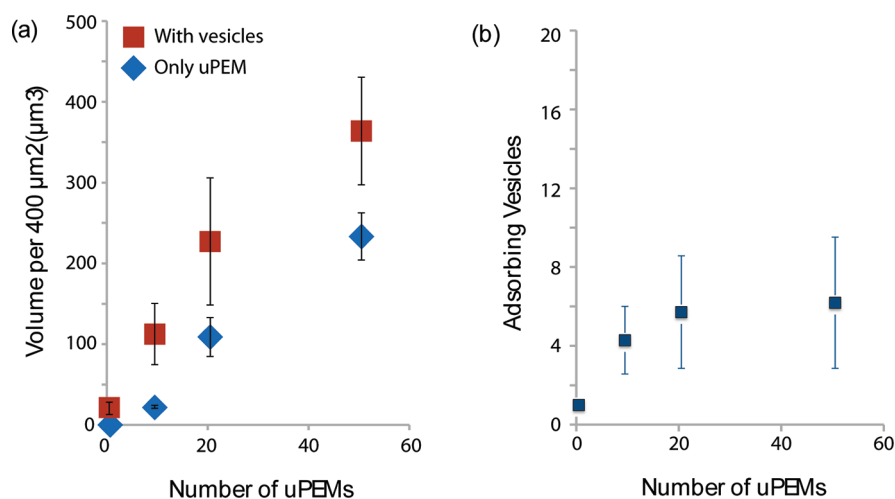 (a)
With vesicles
Only uPEM
Volume per 400 µm2(µm3)
500
400
300
200
100
0
0 20 40 60
Number of uPEMs
(b)
Adsorbing Vesicles
20
16
12
8
4
0
0 20 40 60
Number of uPEMs